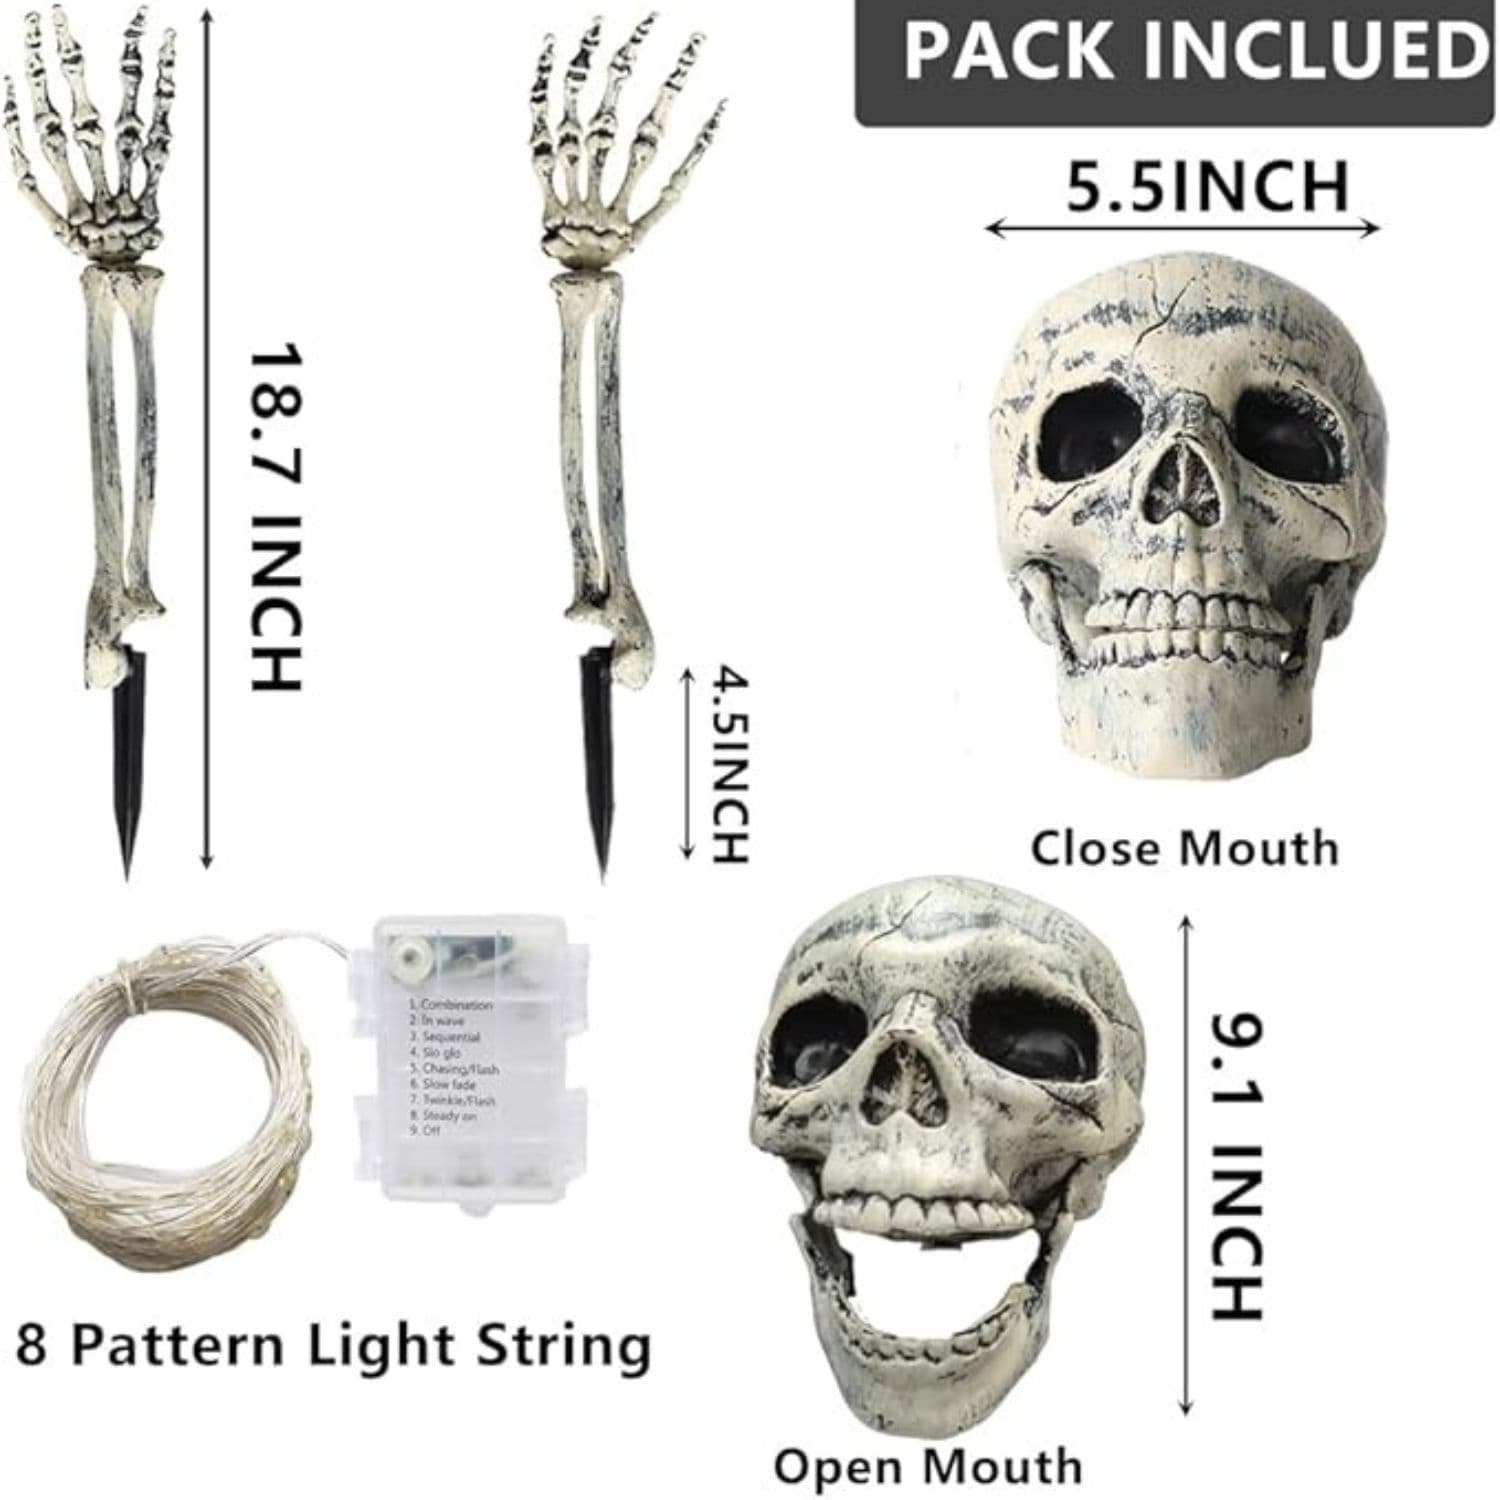 PACK INCLUED
5.5INCH
18.7 INCH
4.5INCH
Close Mouth
1. Combination
2. In wave
3. Sequential
4. Slo glo
5. Chasing/Flash
6. Slow fade
7. Twinkle/Flash
8. Steady on
9. Off
9.1 INCH
8 Pattern Light String
Open Mouth